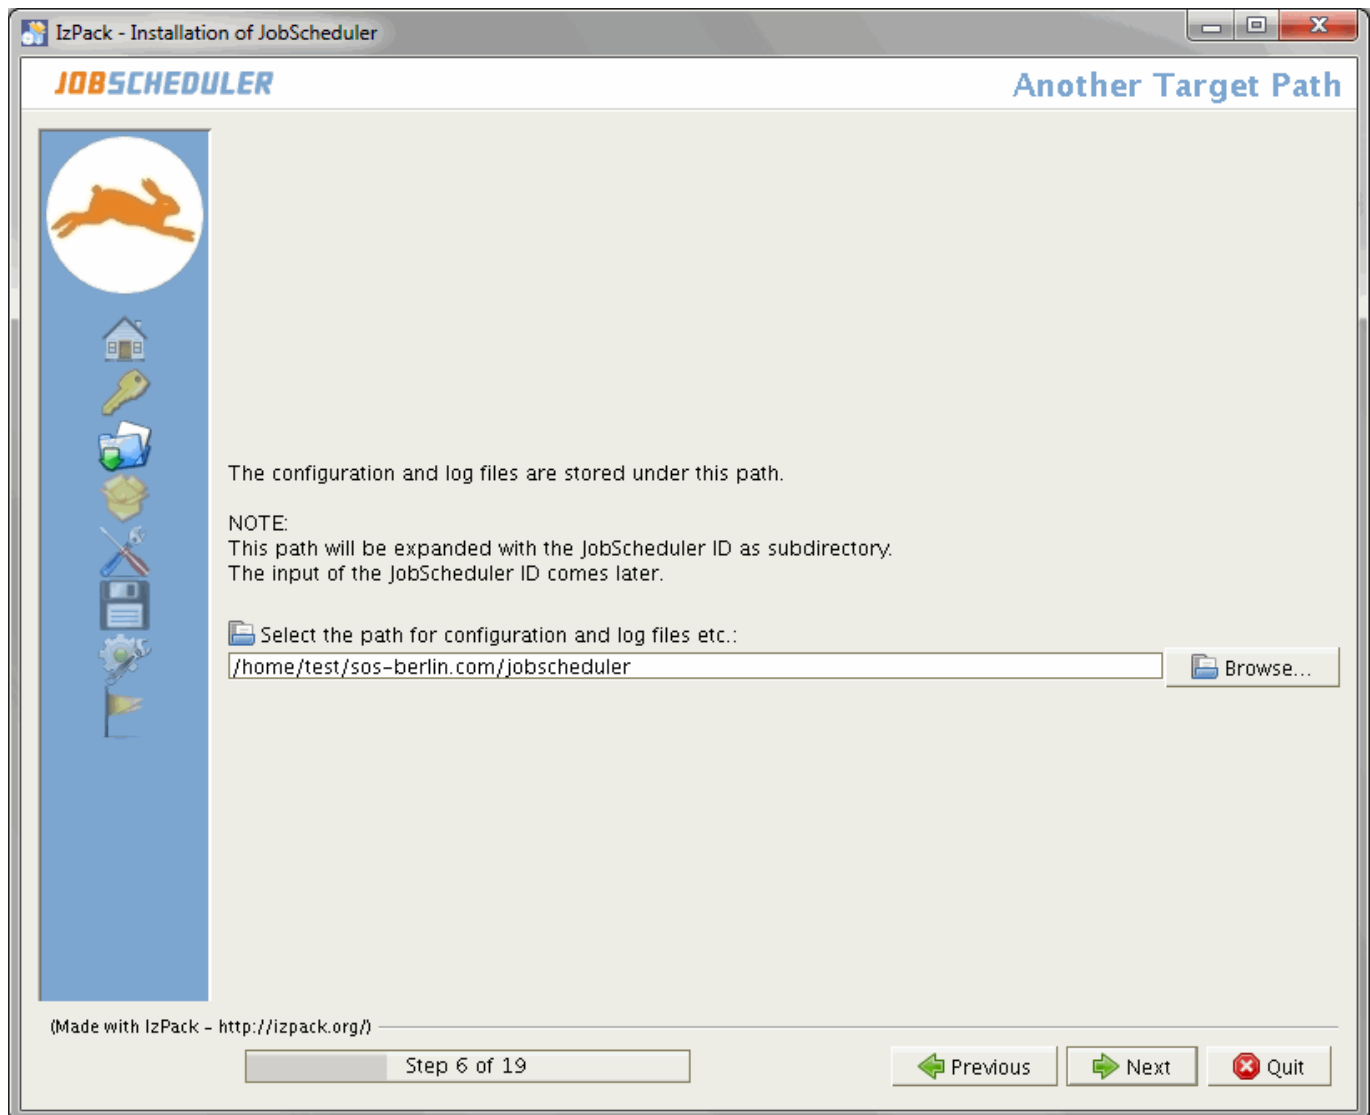 IzPack - Installation of JobScheduler
JOBSCHEDULER
Another Target Path
The configuration and log files are stored under this path.
NOTE:
This path will be expanded with the JobScheduler ID as subdirectory.
The input of the JobScheduler ID comes later.
Select the path for configuration and log files etc.:
/home/test/sos-berlin.com/jobscheduler
Browse...
(Made with IzPack - http://izpack.org/)
Step 6 of 19
Previous
Next
Quit